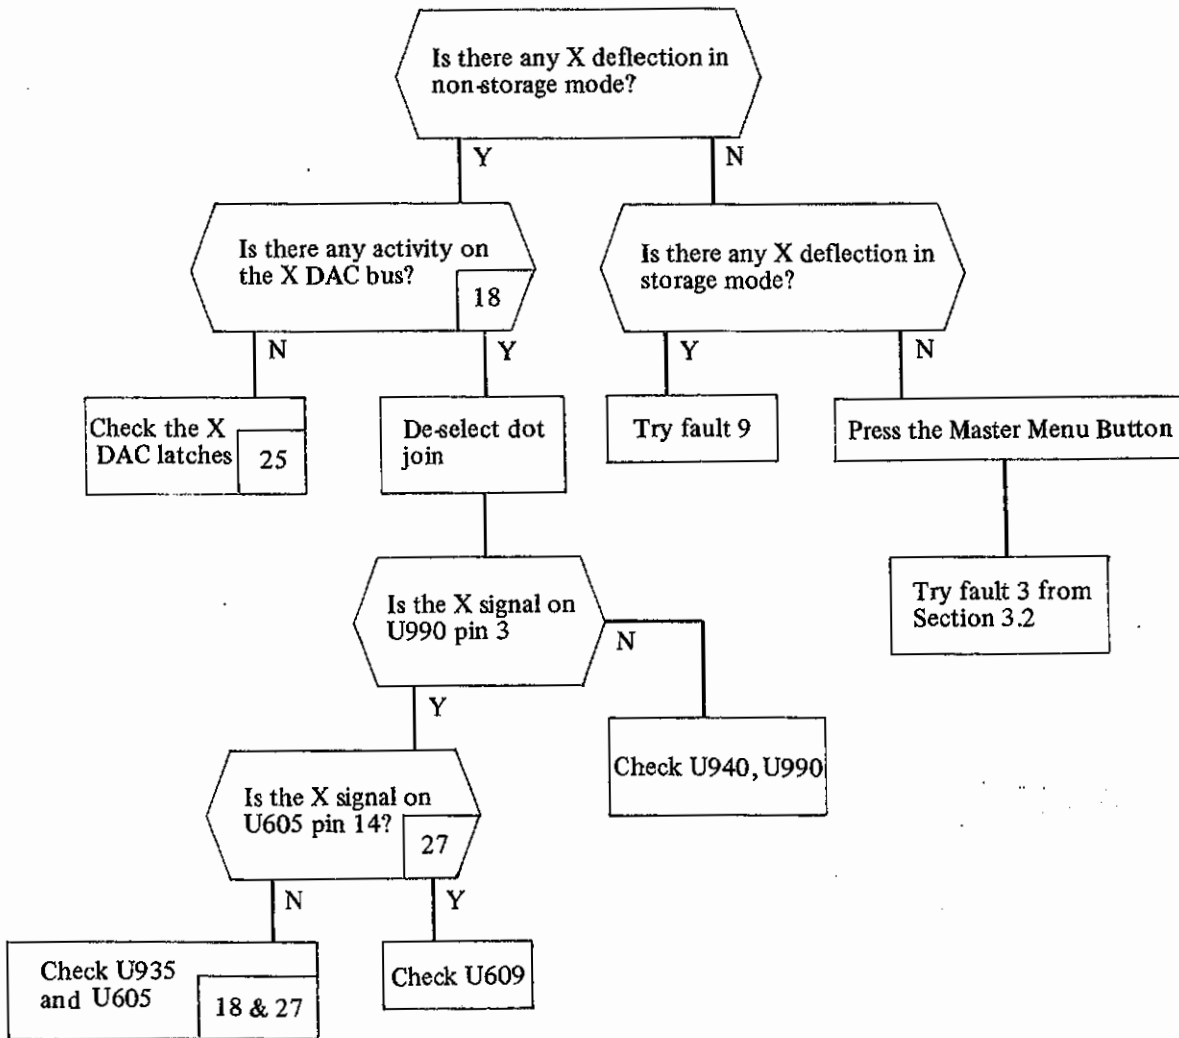 Is there any X deflection in
non-storage mode?
Y
N
Is there any activity on
the X DAC bus?
18
Is there any X deflection in
storage mode?
N
Y
Y
N
Check the X
DAC latches
25
De-select dot
join
Try fault 9
Press the Master Menu Button
Is the X signal on
U990 pin 3
N
Try fault 3 from
Section 3.2
Y
Is the X signal on
U605 pin 14?
27
Check U940, U990
N
Y
Check U935
and U605
18 & 27
Check U609